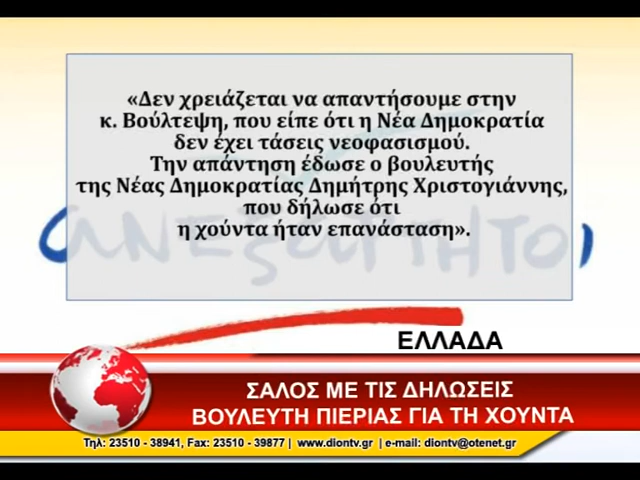 «Δεν χρειάζεται να απαντήσουμε στην
κ. Βούλτεψη, που είπε ότι η Νέα Δημοκρατία
δεν έχει τάσεις νεοφασισμού.
Την απάντηση έδωσε ο βουλευτής
της Νέας Δημοκρατίας Δημήτρης Χριστογιάννης,
που δήλωσε ότι
η χούντα ήταν επανάσταση».
ανεξαρτητοι
ΕΛΛΑΔΑ
ΣΑΛΟΣ ΜΕ ΤΙΣ ΔΗΛΩΣΕΙΣ
ΒΟΥΛΕΥΤΗ ΠΙΕΡΙΑΣ ΓΙΑ ΤΗ ΧΟΥΝΤΑ
Τηλ: 23510 - 38941, Fax: 23510 - 39877 | www.diontv.gr | e-mail: diontv@otenet.gr